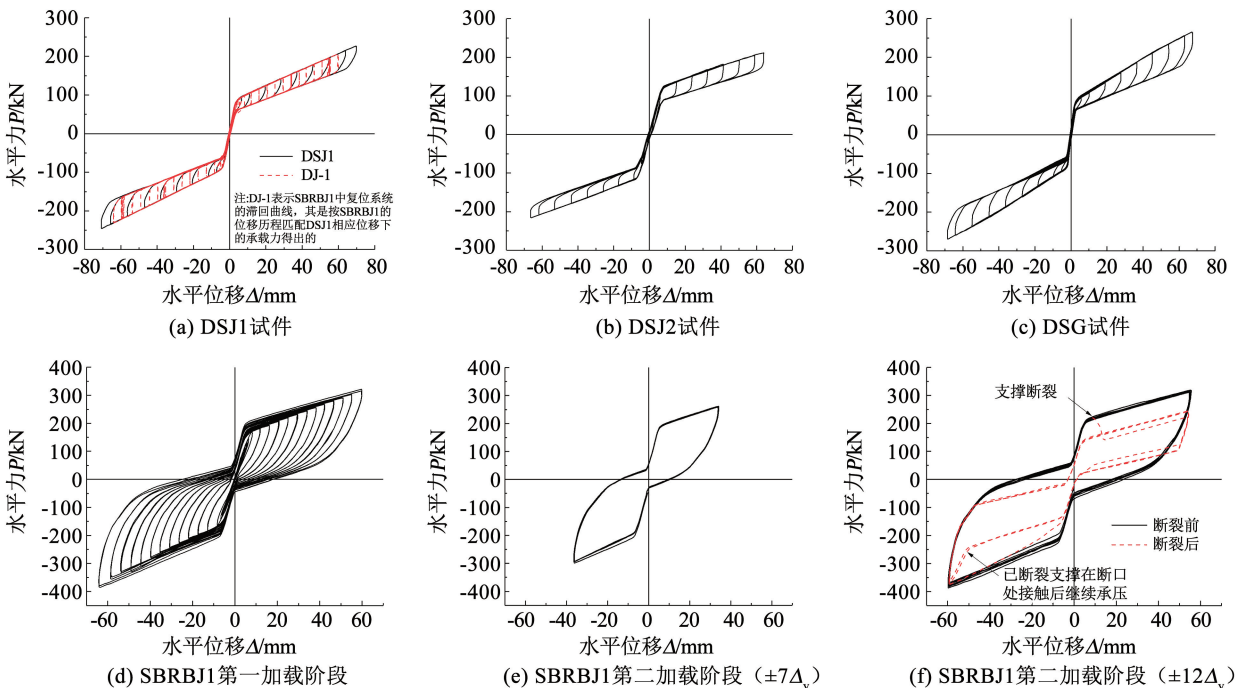 300
200
100
0
-100
-200
-300
-80 -60 -40 -20 0 20 40 60 80
水平力P/kN
水平位移Δ/mm
DSJ1
DJ-1
注:DJ-1表示SBRBJ1中复位系统
的滞回曲线，其是按SBRBJ1的
位移历程匹配DSJ1相应位移下
的承载力得出的
(a) DSJ1试件
300
200
100
0
-100
-200
-300
-80 -60 -40 -20 0 20 40 60 80
水平力P/kN
水平位移Δ/mm
(b) DSJ2试件
300
200
100
0
-100
-200
-300
-80 -60 -40 -20 0 20 40 60 80
水平力P/kN
水平位移Δ/mm
(c) DSG试件
400
300
200
100
0
-100
-200
-300
-400
-60 -40 -20 0 20 40 60
水平力P/kN
水平位移Δ/mm
(d) SBRBJ1第一加载阶段
400
300
200
100
0
-100
-200
-300
-400
-60 -40 -20 0 20 40 60
水平力P/kN
水平位移Δ/mm
(e) SBRBJ1第二加载阶段（±7Δy）
400
300
200
100
0
-100
-200
-300
-400
-60 -40 -20 0 20 40 60
水平力P/kN
水平位移Δ/mm
支撑断裂
断裂前
断裂后
已断裂支撑在断口
处接触后继续承压
(f) SBRBJ1第二加载阶段（±12Δy）